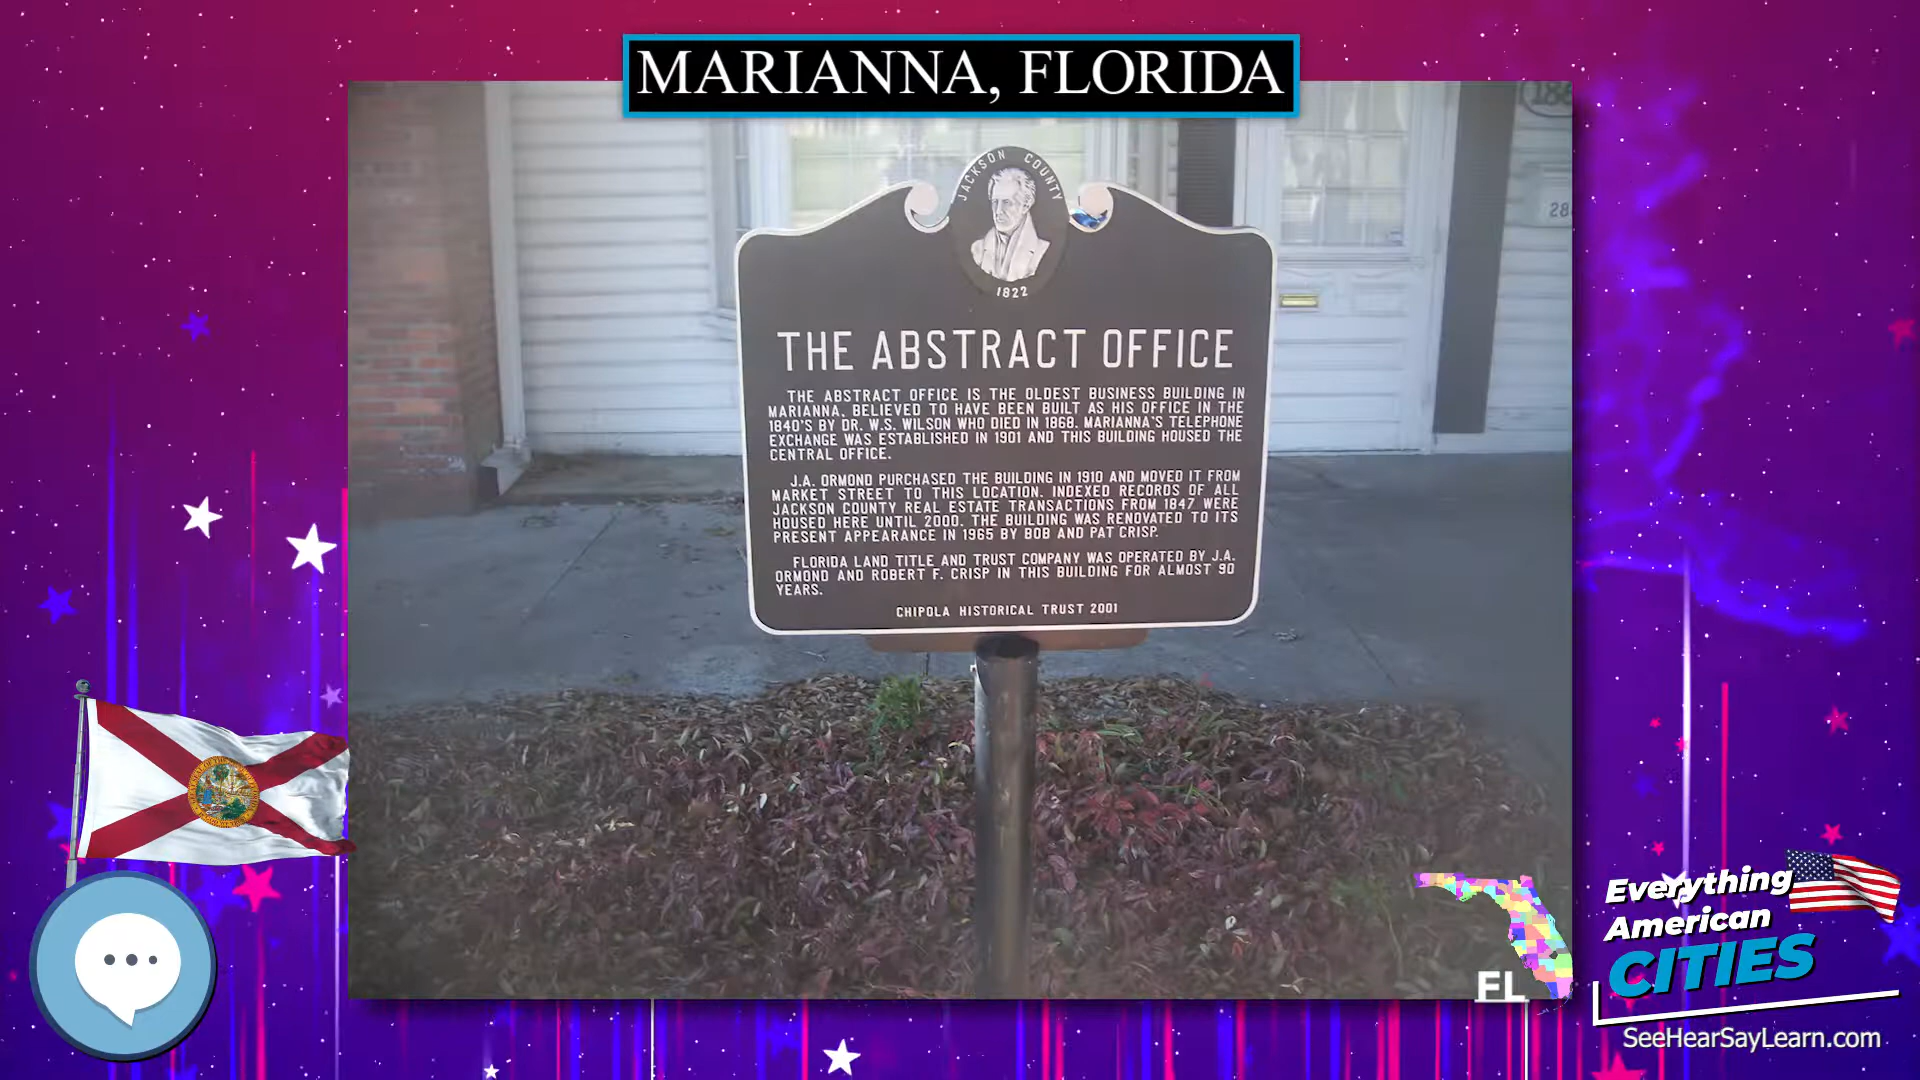 MARIANNA, FLORIDA
JACKSON COUNTY
1822
THE ABSTRACT OFFICE
THE ABSTRACT OFFICE IS THE OLDEST BUSINESS BUILDING IN
MARIANNA, BELIEVED TO HAVE BEEN BUILT AS HIS OFFICE IN THE
1840'S BY DR. W.S. WILSON WHO DIED IN 1868. MARIANNA'S TELEPHONE
EXCHANGE WAS ESTABLISHED IN 1901 AND THIS BUILDING HOUSED THE
CENTRAL OFFICE.
J.A. ORMOND PURCHASED THE BUILDING IN 1910 AND MOVED IT FROM
MARKET STREET TO THIS LOCATION. INDEXED RECORDS OF ALL
JACKSON COUNTY REAL ESTATE TRANSACTIONS FROM 1847 WERE
HOUSED HERE UNTIL 2000. THE BUILDING WAS RENOVATED TO ITS
PRESENT APPEARANCE IN 1965 BY BOB AND PAT CRISP.
FLORIDA LAND TITLE AND TRUST COMPANY WAS OPERATED BY J.A.
ORMOND AND ROBERT F. CRISP IN THIS BUILDING FOR ALMOST 90
YEARS.
CHIPOLA HISTORICAL TRUST 2001
FL
Everything
American
CITIES
SeeHearSayLearn.com